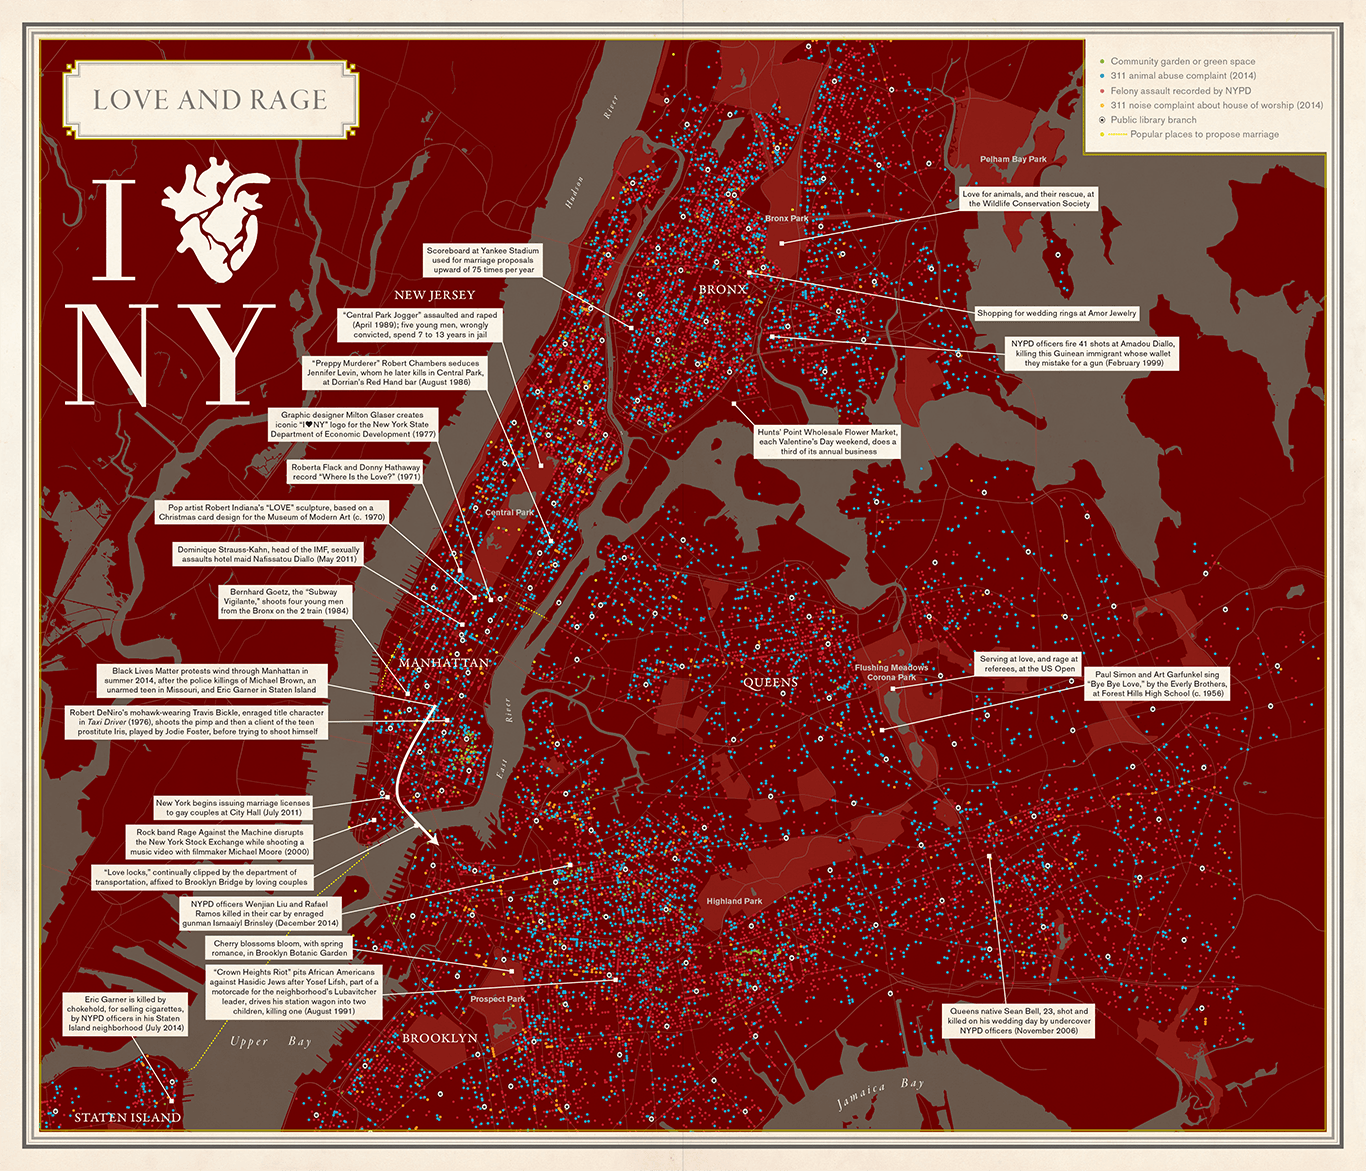 LOVE AND RAGE
I
NY
Community garden or green space
311 animal abuse complaint (2014)
Felony assault recorded by NYPD
311 noise complaint about house of worship (2014)
Public library branch
Popular places to propose marriage
Hudson
River
Pelham Bay Park
Love for animals, and their rescue, at
the Wildlife Conservation Society
Bronx Park
Scoreboard at Yankee Stadium
used for marriage proposals
upward of 75 times per year
BRONX
NEW JERSEY
Shopping for wedding rings at Amor Jewelry
"Central Park Jogger" assaulted and raped
(April 1989); five young men, wrongly
convicted, spend 7 to 13 years in jail
NYPD officers fire 41 shots at Amadou Diallo,
killing this Guinean immigrant whose wallet
they mistake for a gun (February 1999)
"Preppy Murderer" Robert Chambers seduces
Jennifer Levin, whom he later kills in Central Park,
at Dorrian's Red Hand bar (August 1986)
Graphic designer Milton Glaser creates
iconic "I♥NY" logo for the New York State
Department of Economic Development (1977)
Hunts' Point Wholesale Flower Market,
each Valentine's Day weekend, does a
third of its annual business
Roberta Flack and Donny Hathaway
record "Where Is the Love?" (1971)
Pop artist Robert Indiana's "LOVE" sculpture, based on a
Christmas card design for the Museum of Modern Art (c. 1970)
Central Park
Dominique Strauss-Kahn, head of the IMF, sexually
assaults hotel maid Nafissatou Diallo (May 2011)
Bernhard Goetz, the "Subway
Vigilante," shoots four young men
from the Bronx on the 2 train (1984)
MANHATTAN
Black Lives Matter protests wind through Manhattan in
summer 2014, after the police killings of Michael Brown, an
unarmed teen in Missouri, and Eric Garner in Staten Island
QUEENS
Flushing Meadows
Corona Park
Serving at love, and rage at
referees, at the US Open
Paul Simon and Art Garfunkel sing
"Bye Bye Love," by the Everly Brothers,
at Forest Hills High School (c. 1956)
Robert DeNiro's mohawk-wearing Travis Bickle, enraged title character
in Taxi Driver (1976), shoots the pimp and then a client of the teen
prostitute Iris, played by Jodie Foster, before trying to shoot himself
East
River
New York begins issuing marriage licenses
to gay couples at City Hall (July 2011)
Rock band Rage Against the Machine disrupts
the New York Stock Exchange while shooting a
music video with filmmaker Michael Moore (2000)
"Love locks," continually clipped by the department of
transportation, affixed to Brooklyn Bridge by loving couples
Highland Park
NYPD officers Wenjian Liu and Rafael
Ramos killed in their car by enraged
gunman Ismaaiyl Brinsley (December 2014)
Cherry blossoms bloom, with spring
romance, in Brooklyn Botanic Garden
"Crown Heights Riot" pits African Americans
against Hasidic Jews after Yosef Lifsh, part of a
motorcade for the neighborhood's Lubavitcher
leader, drives his station wagon into two
children, killing one (August 1991)
Prospect Park
Eric Garner is killed by
chokehold, for selling cigarettes,
by NYPD officers in his Staten
Island neighborhood (July 2014)
Queens native Sean Bell, 23, shot and
killed on his wedding day by undercover
NYPD officers (November 2006)
Upper Bay
BROOKLYN
Jamaica Bay
STATEN ISLAND